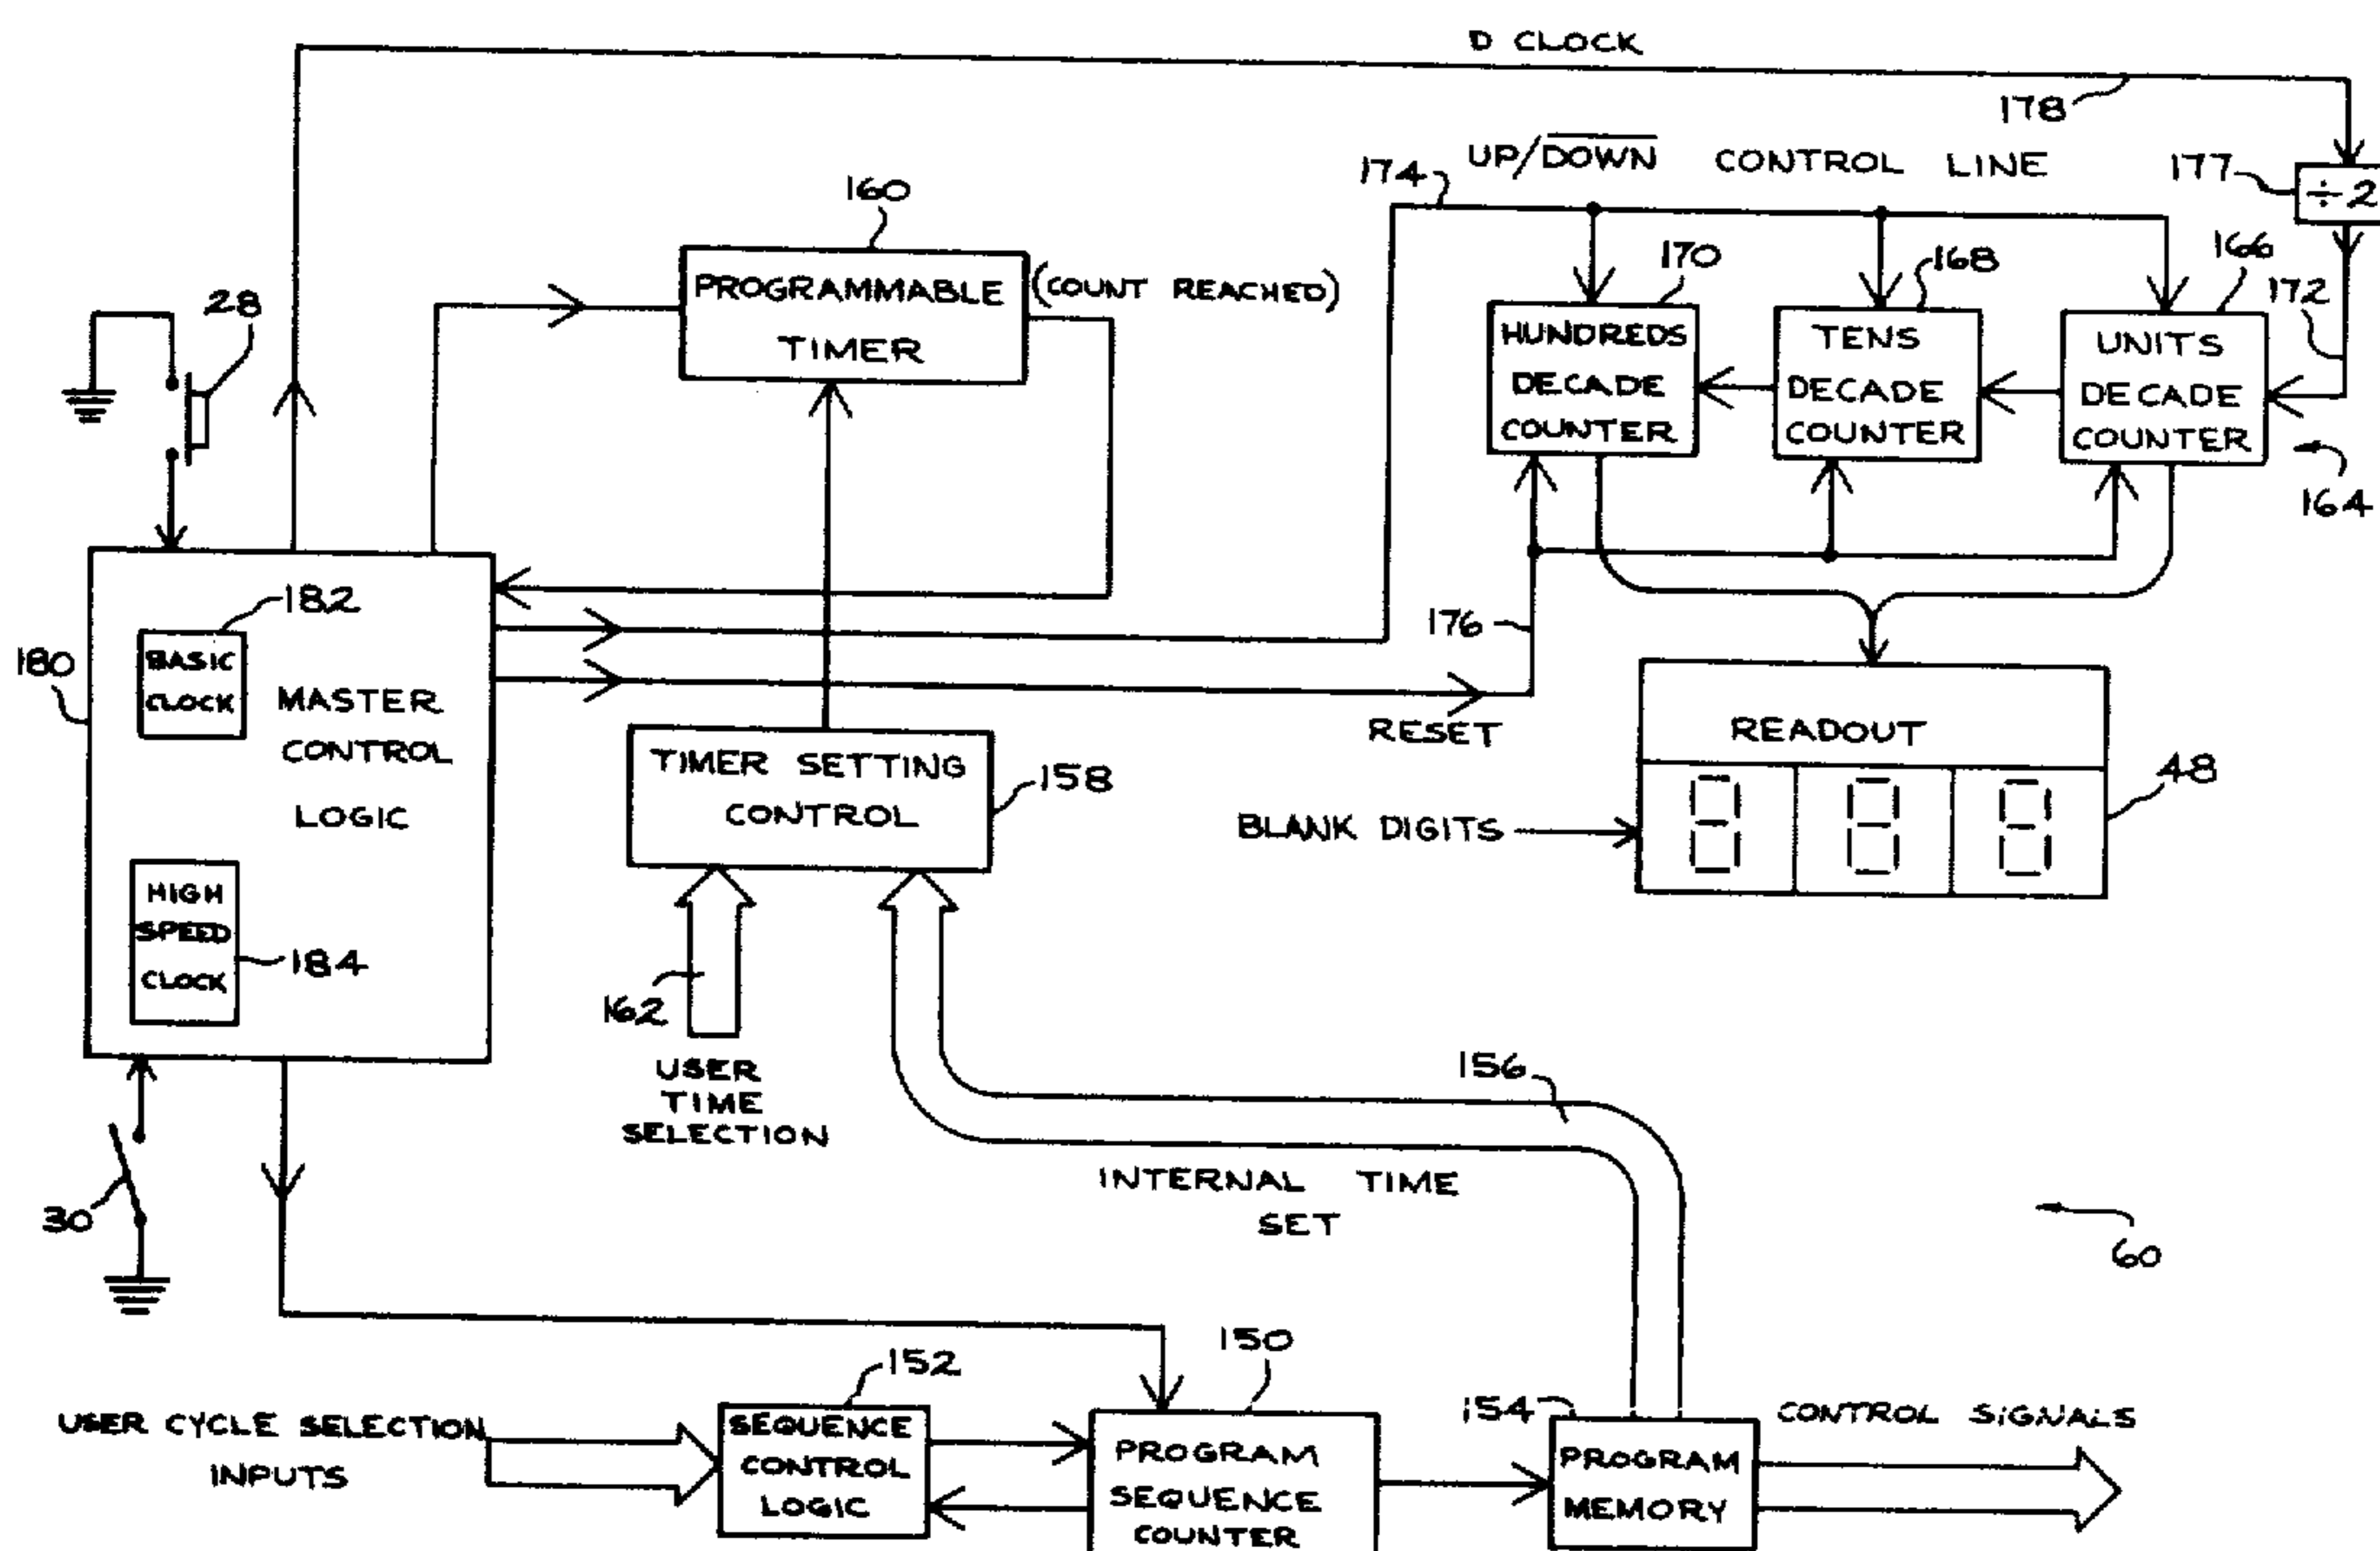 D CLOCK
178
UP/DOWN CONTROL LINE
174
177
÷2
160
170
168
166
172
PROGRAMMABLE
TIMER
(COUNT REACHED)
28
HUNDREDS
DECADE
COUNTER
TENS
DECADE
COUNTER
UNITS
DECADE
COUNTER
164
182
176
180
BASIC
CLOCK
MASTER
CONTROL
LOGIC
RESET
READOUT
TIMER SETTING
CONTROL
158
48
BLANK DIGITS
8 8 8
HIGH
SPEED
CLOCK
184
162
USER
TIME
SELECTION
156
INTERNAL TIME
SET
30
60
150
152
154
USER CYCLE SELECTION
INPUTS
SEQUENCE
CONTROL
LOGIC
PROGRAM
SEQUENCE
COUNTER
PROGRAM
MEMORY
CONTROL SIGNALS